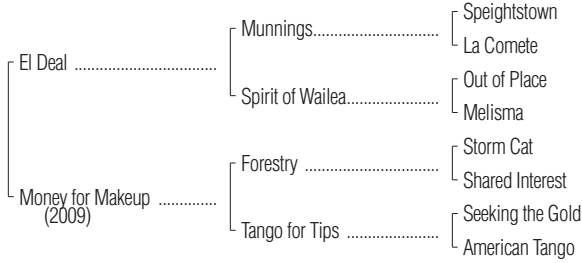 Speightstown
Munnings
La Comete
El Deal
Out of Place
Spirit of Wailea
Melisma
Storm Cat
Forestry
Shared Interest
Money for Makeup
(2009)
Seeking the Gold
Tango for Tips
American Tango